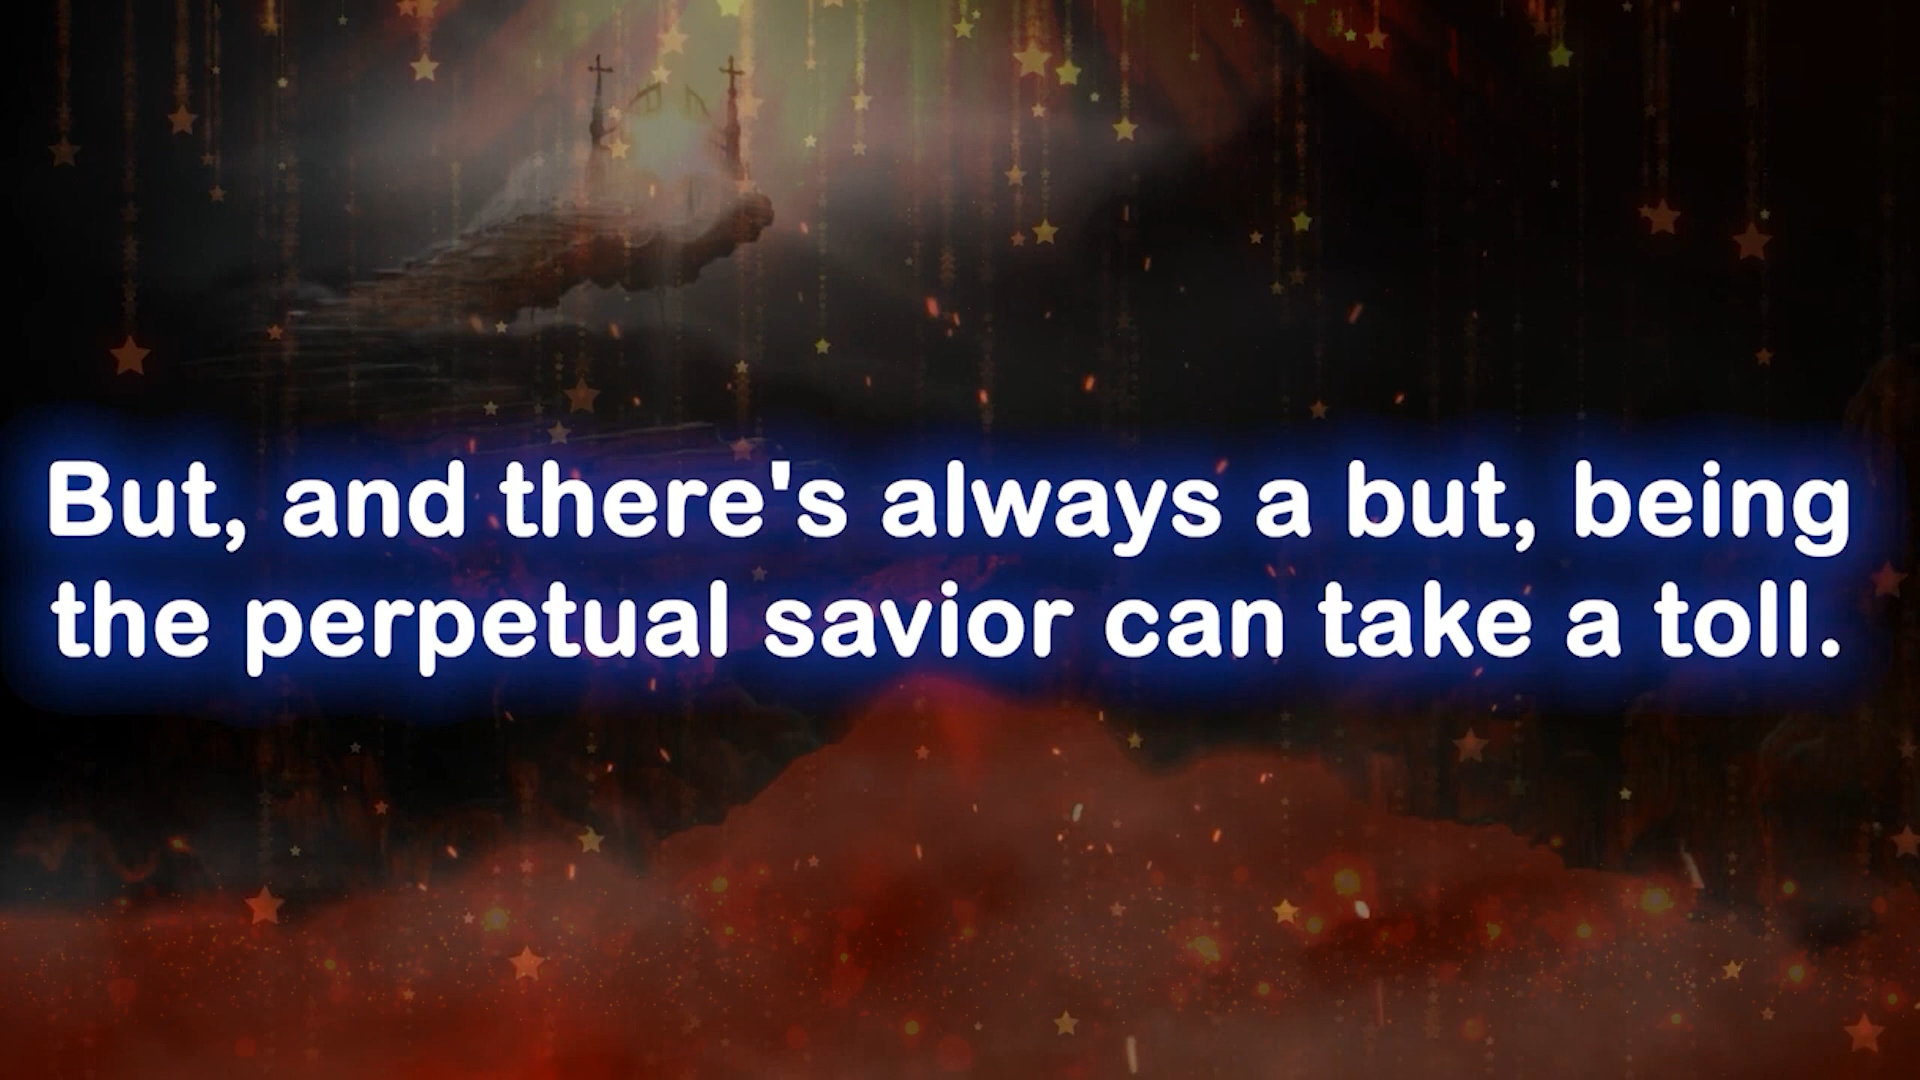 But, and there's always a but, being
the perpetual savior can take a toll.